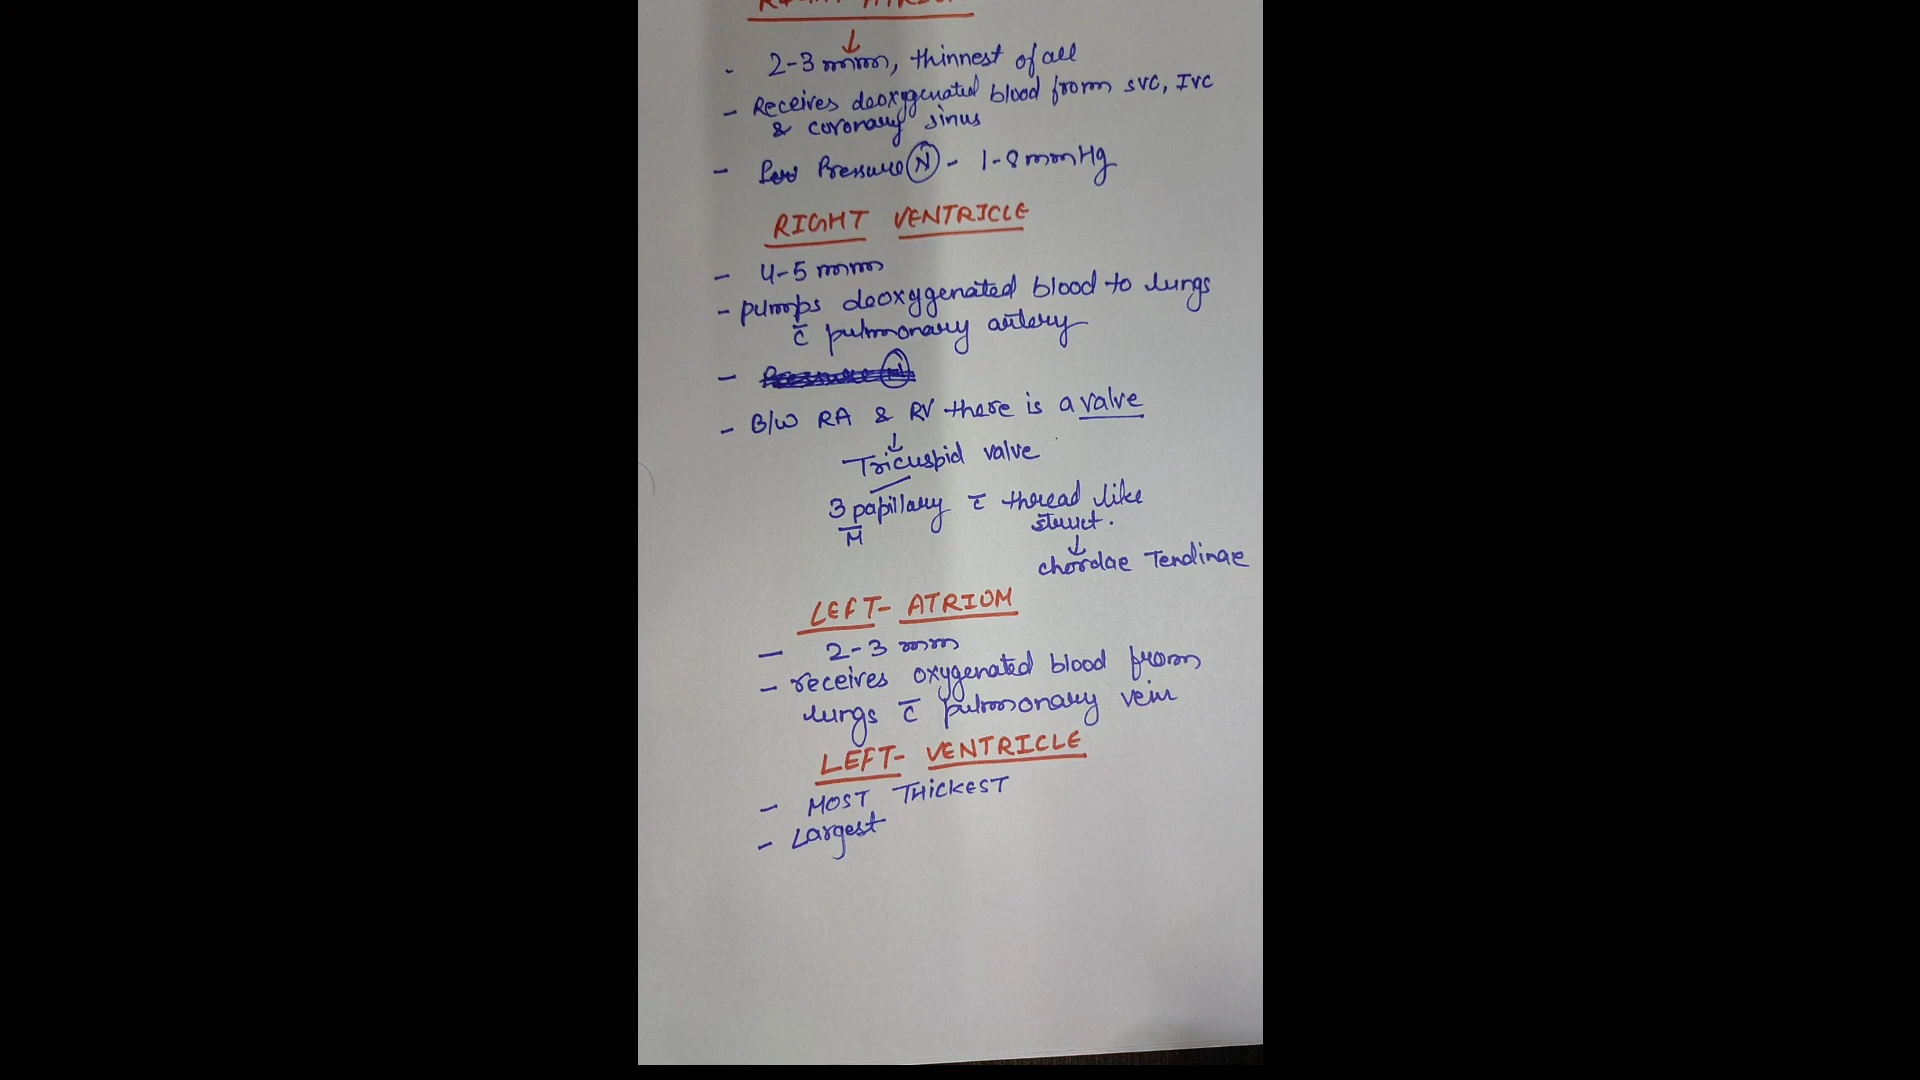 RIGHT ATRIUM
↓
- 2-3 mm, thinnest of all
- Receives deoxygenated blood from SVC, IVC
& coronary sinus
- Pressure (N) - 1-8 mmHg
RIGHT VENTRICLE
- 4-5 mm
- pumps deoxygenated blood to lungs
c̄ pulmonary artery
-
- B/W RA & RV there is a valve
↓
Tricuspid valve
3 papillary c̄ thread like
M struct.
↓
chordae Tendinae
LEFT- ATRIUM
- 2-3 mm
- receives oxygenated blood from
lungs c̄ pulmonary vein
LEFT- VENTRICLE
- MOST THICKEST
- Largest